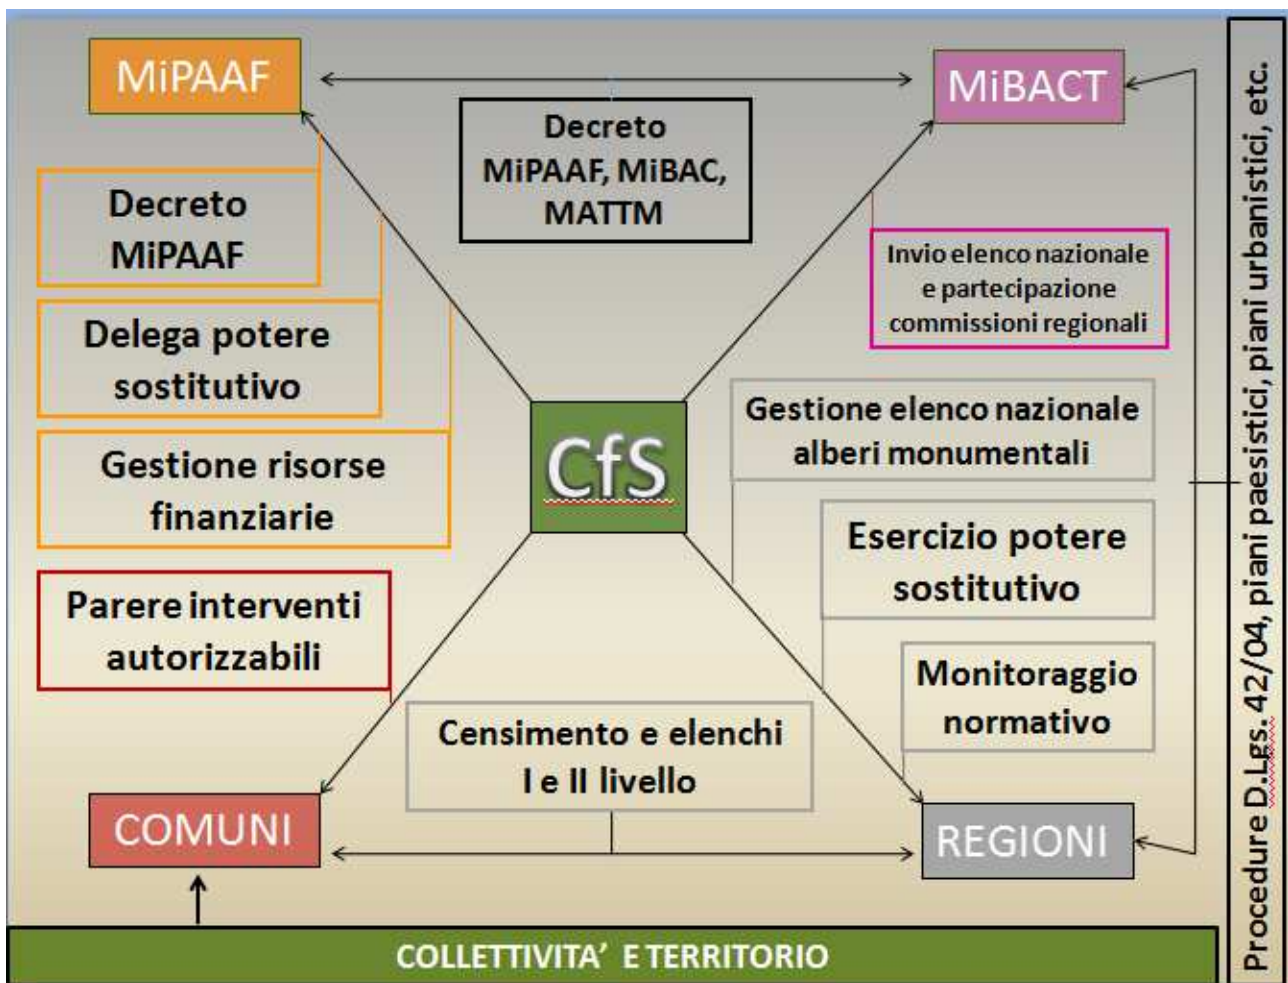 MiPAAF
MiBACT
Decreto
MiPAAF, MiBAC,
MATTM
Decreto
MiPAAF
Invio elenco nazionale
e partecipazione
commissioni regionali
Delega potere
sostitutivo
Gestione elenco nazionale
alberi monumentali
CfS
Gestione risorse
finanziarie
Esercizio potere
sostitutivo
Parere interventi
autorizzabili
Monitoraggio
normativo
Censimento e elenchi
I e II livello
COMUNI
REGIONI
COLLETTIVITA' E TERRITORIO
Procedure D.Lgs. 42/04, piani paesistici, piani urbanistici, etc.